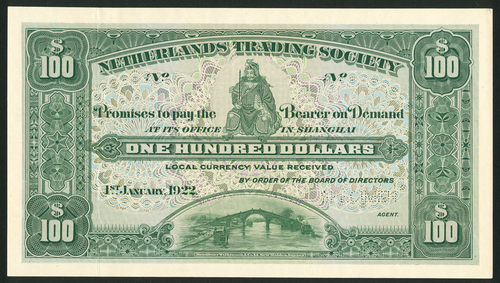 $ $
100 100
NETHERLANDS TRADING SOCIETY
No No
Promises to pay the Bearer on Demand
AT ITS OFFICE IN SHANGHAI
ONE HUNDRED DOLLARS
LOCAL CURRENCY VALUE RECEIVED
BY ORDER OF THE BOARD OF DIRECTORS
1ST JANUARY, 1922.
SPECIMEN
AGENT.
$ $
100 100